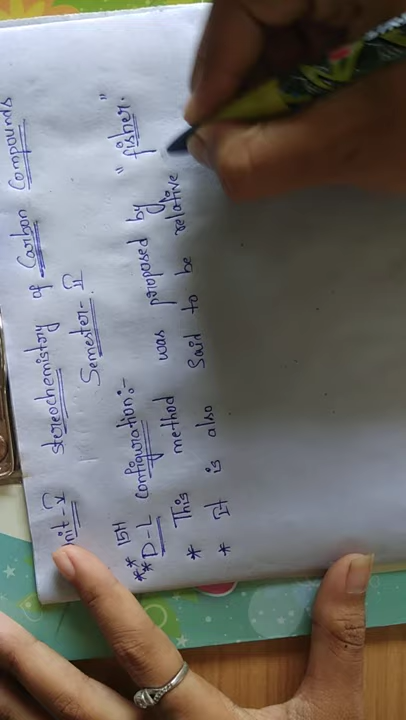 nit-V stereochemistry of Carbon Compounds
Semester-II
** 15M
**D-L Configuration:-
* This method was proposed by "fisher."
* It is also said to be relative